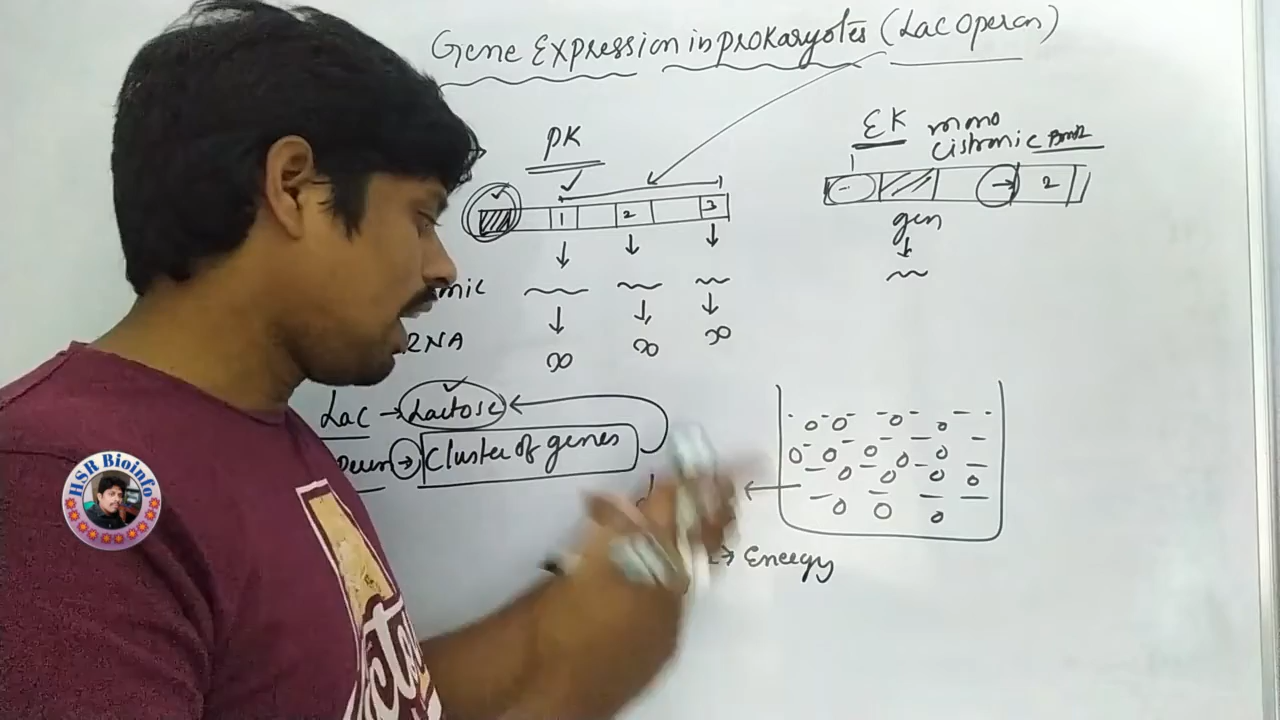 Gene Expression in prokaryotes (Lac operon)
PK
EK mono
cistronic
1 2 3
2
gen
mic
RNA
Lac → Lactose
→ Cluster of genes
→ Energy
HSR Bioinfo